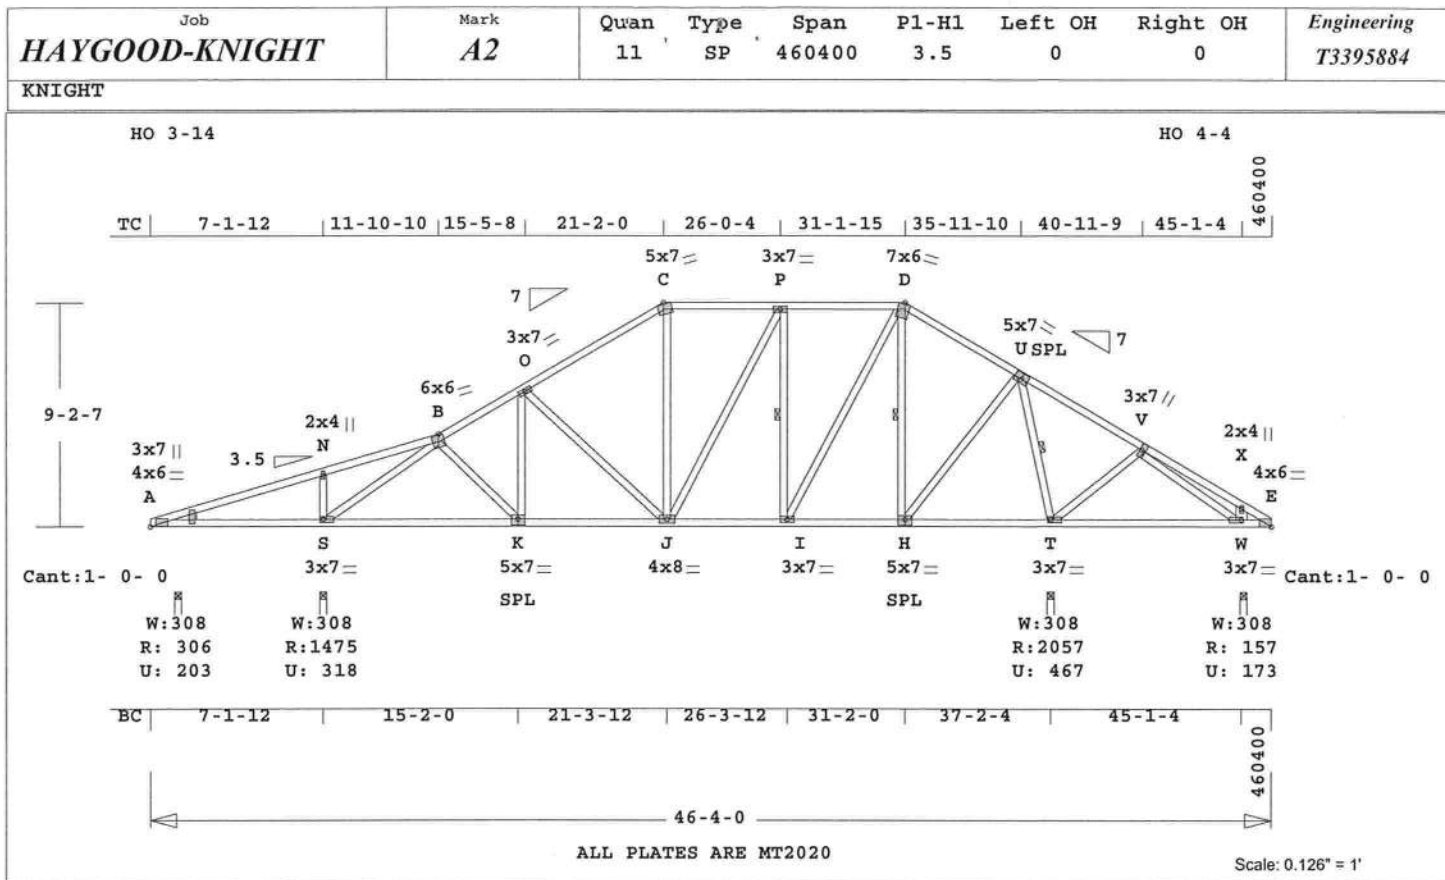 Job Mark Quan Type Span P1-H1 Left OH Right OH Engineering
HAYGOOD-KNIGHT A2 11 SP 460400 3.5 0 0 T3395884
KNIGHT
HO 3-14 HO 4-4
460400
TC 7-1-12 11-10-10 15-5-8 21-2-0 26-0-4 31-1-15 35-11-10 40-11-9 45-1-4
5x7 3x7 7x6
C P D
7 5x7 7
3x7 U SPL
O
6x6 3x7
B V
9-2-7
2x4 2x4
N X
3x7 3.5 4x6
4x6 E
A
S K J I H T W
3x7 5x7 4x8 3x7 5x7 3x7 3x7
Cant:1- 0- 0 SPL SPL Cant:1- 0- 0
W:308 W:308 W:308 W:308
R: 306 R:1475 R:2057 R: 157
U: 203 U: 318 U: 467 U: 173
BC 7-1-12 15-2-0 21-3-12 26-3-12 31-2-0 37-2-4 45-1-4
460400
46-4-0
ALL PLATES ARE MT2020
Scale: 0.126" = 1'